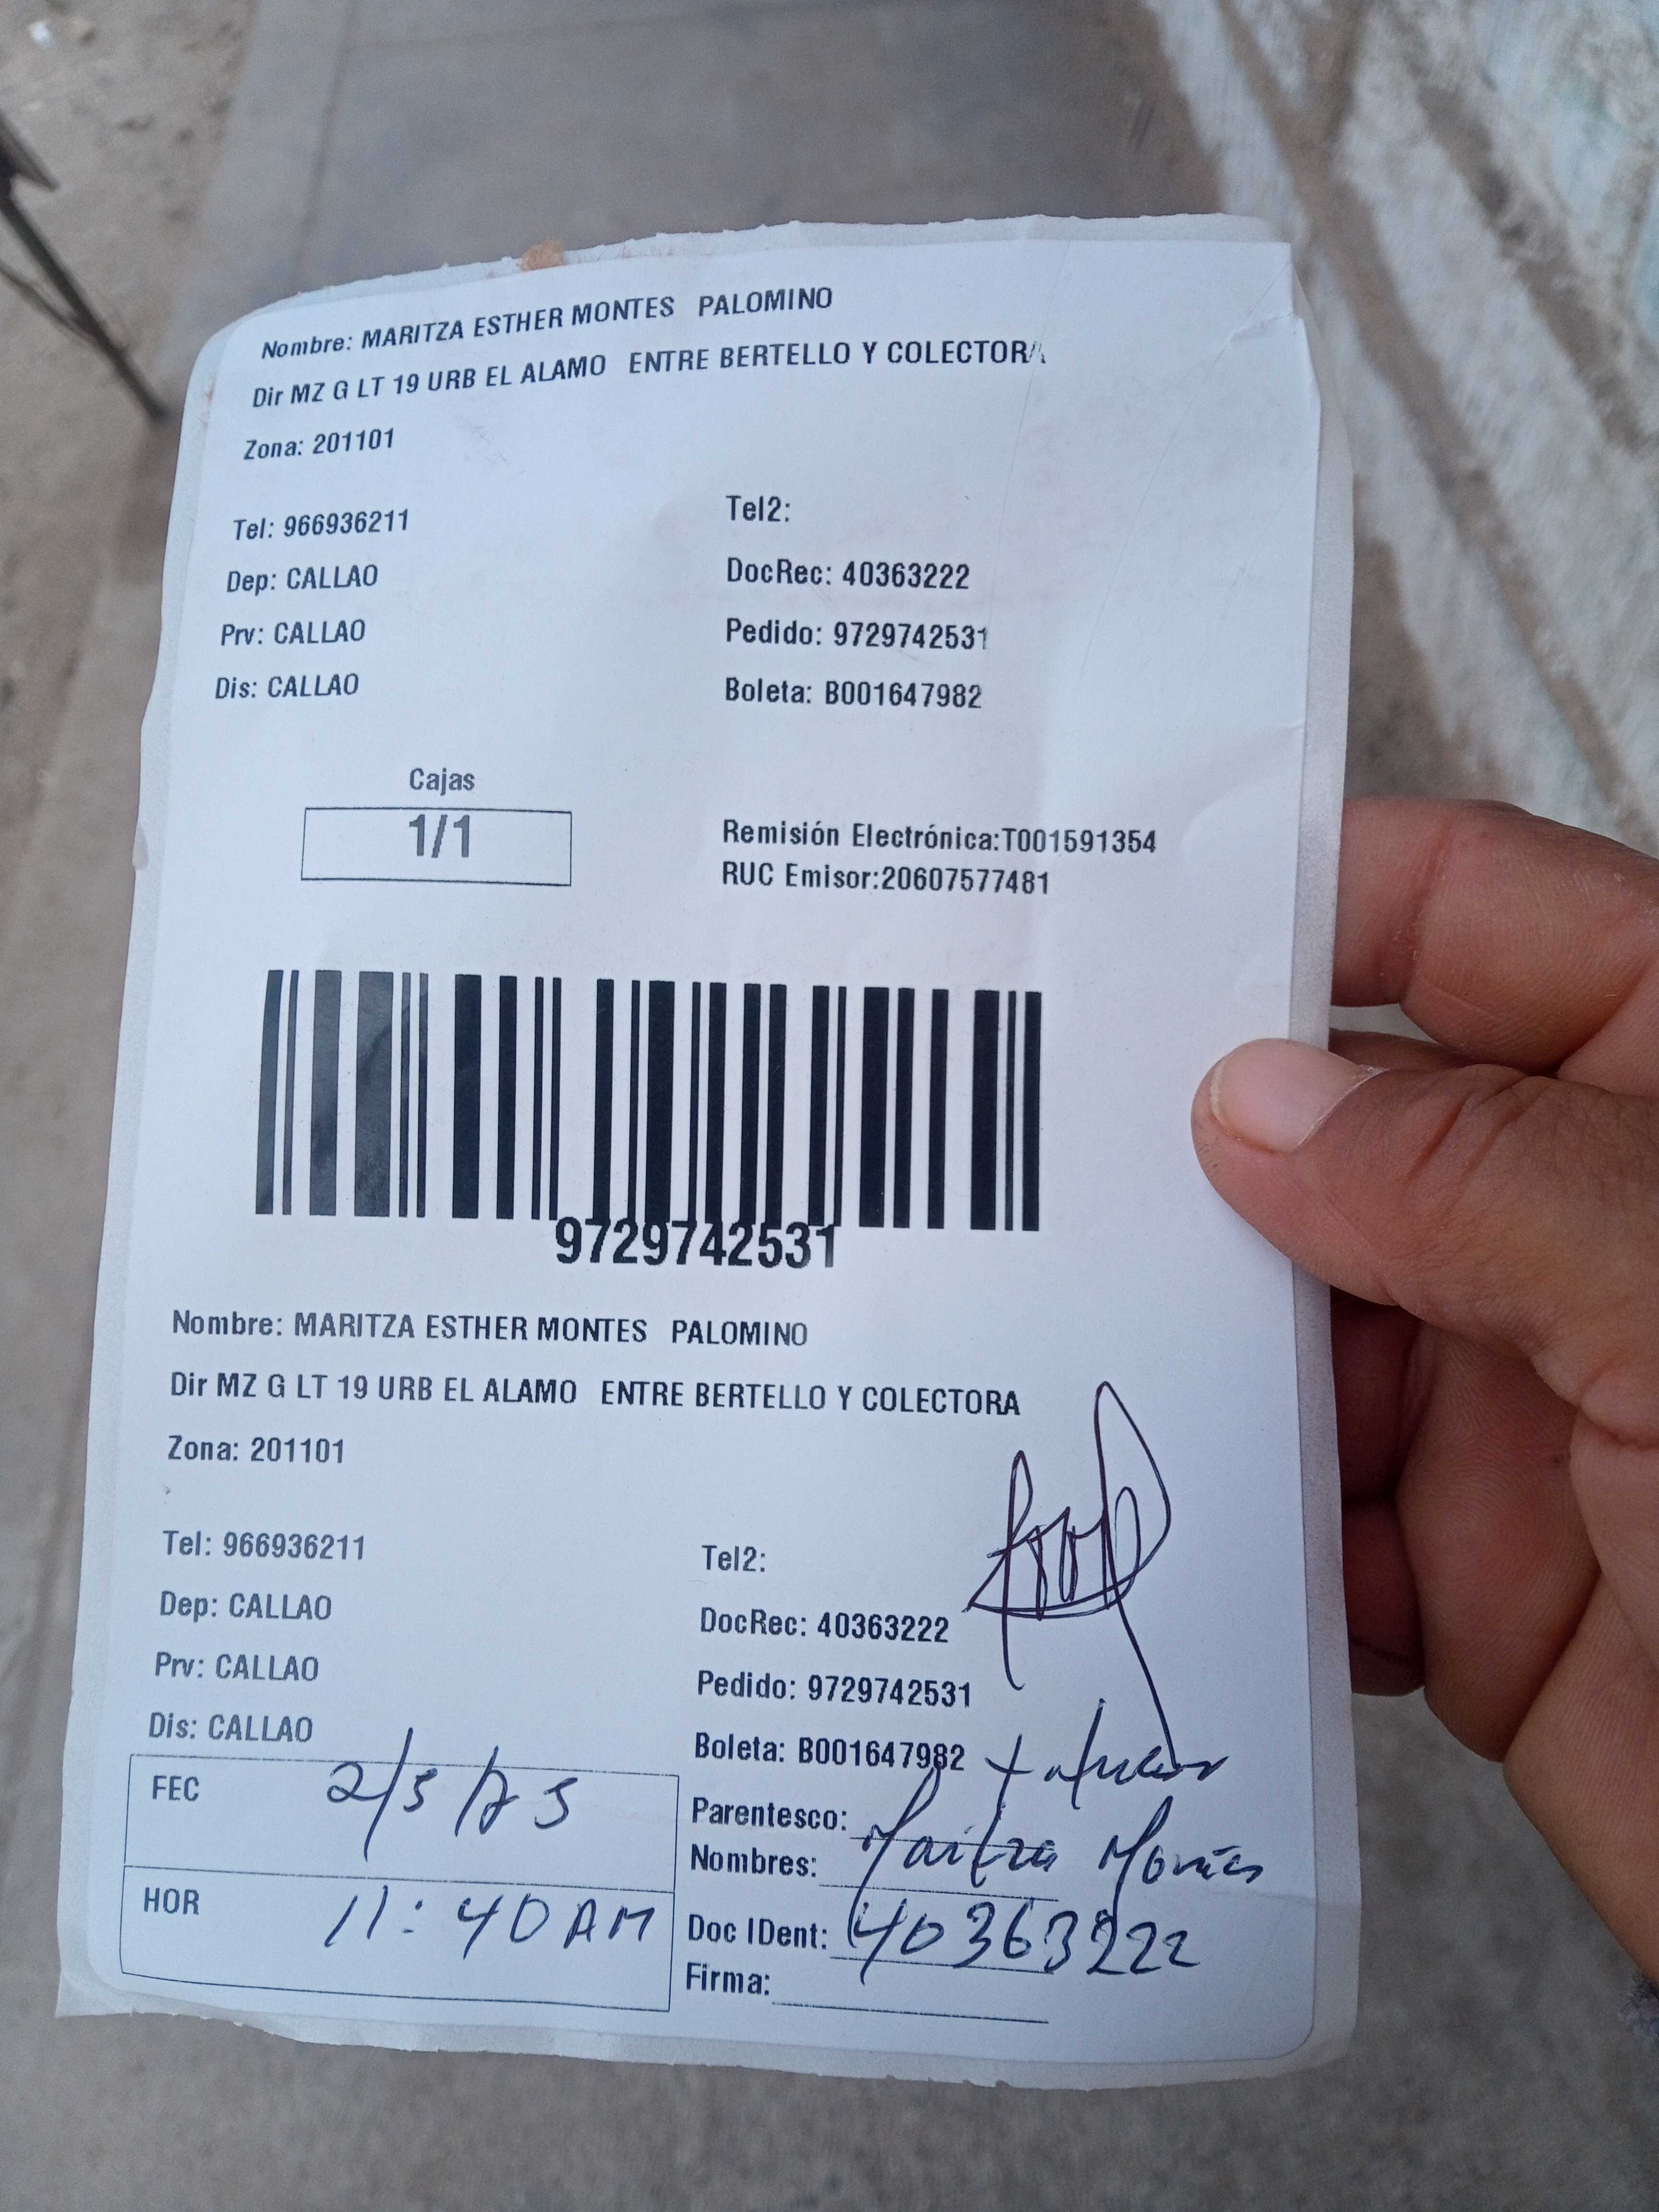 Nombre: MARITZA ESTHER MONTES PALOMINO
Dir MZ G LT 19 URB EL ALAMO ENTRE BERTELLO Y COLECTORA
Zona: 201101
Tel: 966936211 Tel2:
Dep: CALLAO DocRec: 40363222
Prv: CALLAO Pedido: 9729742531
Dis: CALLAO Boleta: B001647982
Cajas
1/1
Remisión Electrónica:T001591354
RUC Emisor:20607577481
9729742531
Nombre: MARITZA ESTHER MONTES PALOMINO
Dir MZ G LT 19 URB EL ALAMO ENTRE BERTELLO Y COLECTORA
Zona: 201101
Tel: 966936211 Tel2:
Dep: CALLAO DocRec: 40363222
Prv: CALLAO Pedido: 9729742531
Dis: CALLAO Boleta: B001647982
FEC
Parentesco:
Nombres: Maritza
HOR 11:40 AM Doc IDent: 40363222
Firma: